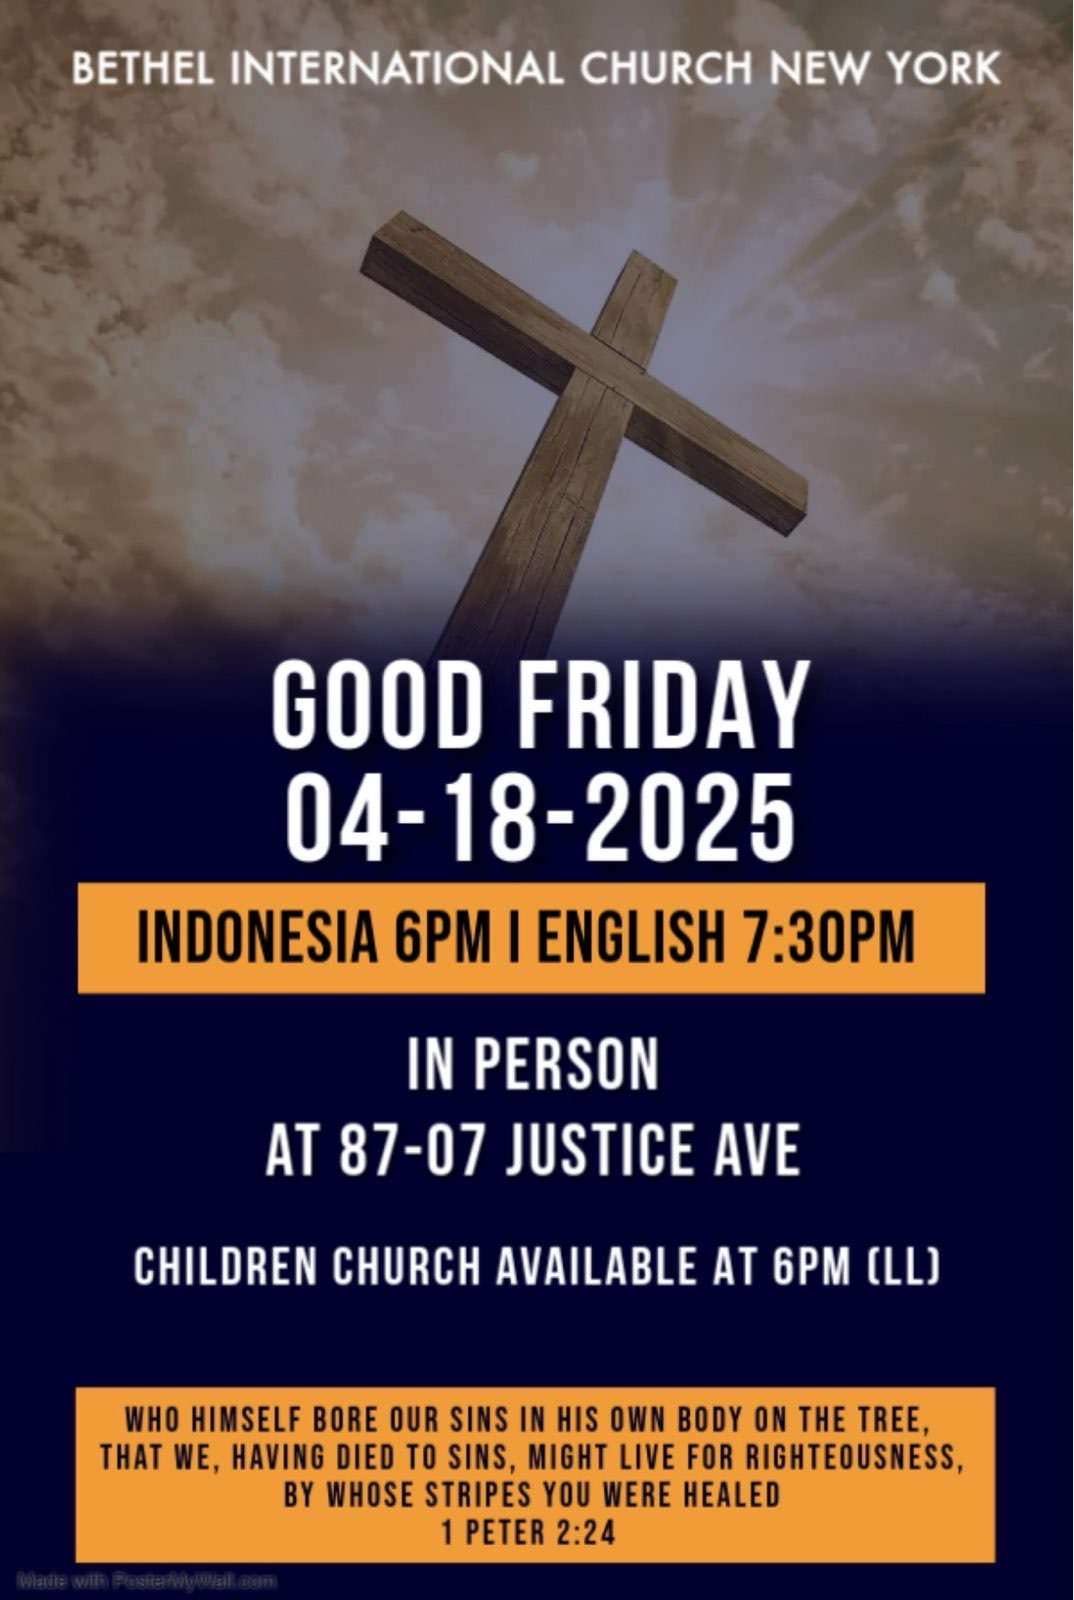 BETHEL INTERNATIONAL CHURCH NEW YORK
GOOD FRIDAY
04-18-2025
INDONESIA 6PM I ENGLISH 7:30PM
IN PERSON
AT 87-07 JUSTICE AVE
CHILDREN CHURCH AVAILABLE AT 6PM (LL)
WHO HIMSELF BORE OUR SINS IN HIS OWN BODY ON THE TREE,
THAT WE, HAVING DIED TO SINS, MIGHT LIVE FOR RIGHTEOUSNESS,
BY WHOSE STRIPES YOU WERE HEALED
1 PETER 2:24
Made with PosterMyWall.com